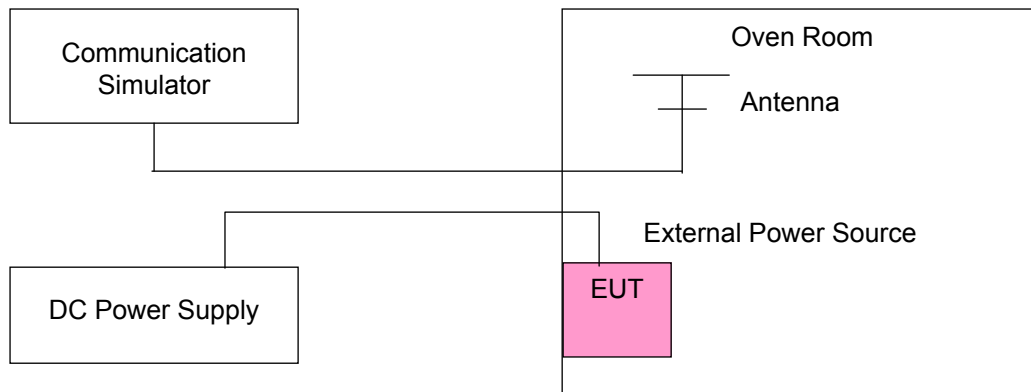 Communication
Simulator
Oven Room
Antenna
External Power Source
DC Power Supply
EUT